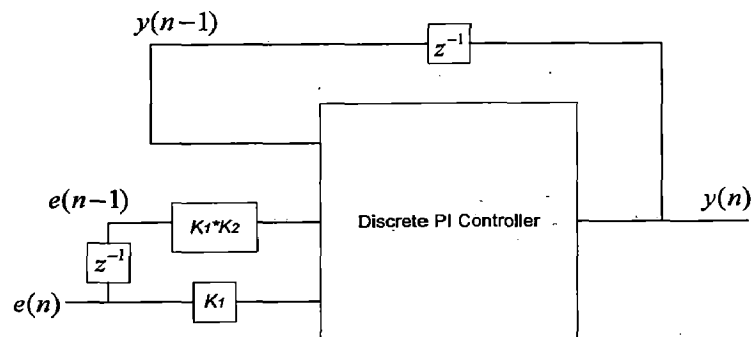 y(n−1)
z⁻¹
e(n−1)
K₁*K₂
Discrete PI Controller
y(n)
z⁻¹
e(n)
K₁